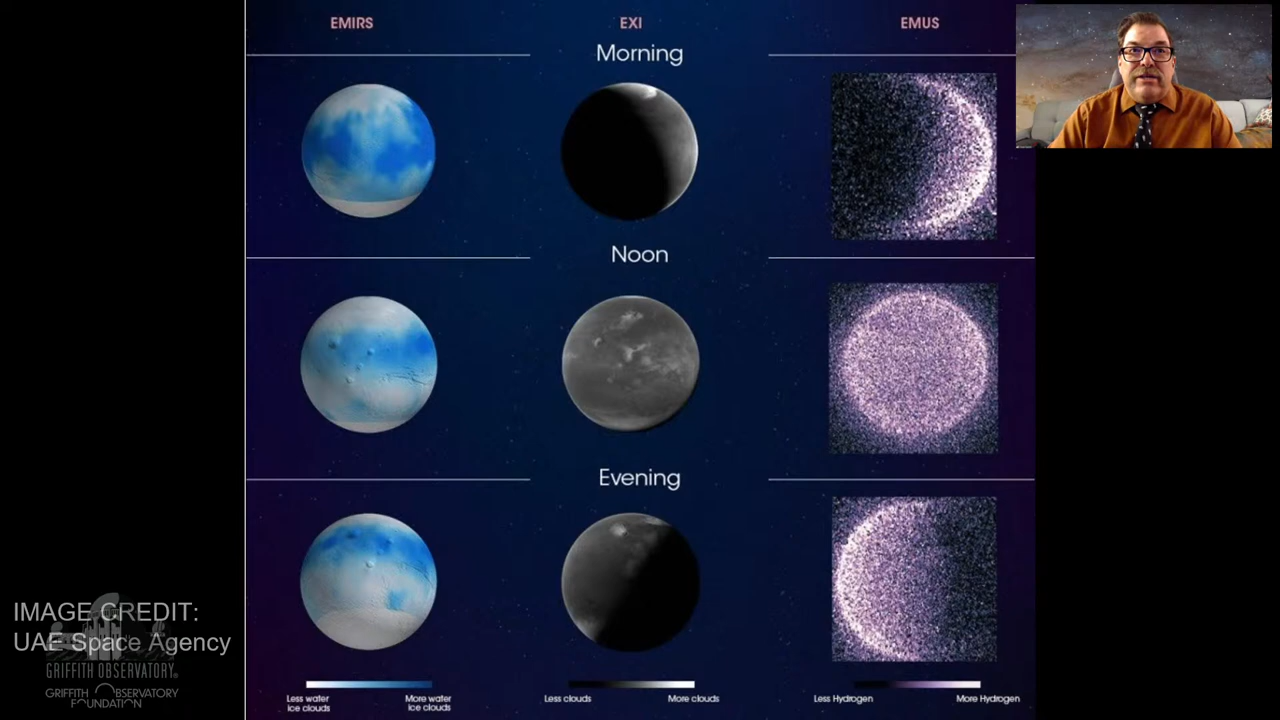 EMIRS
EXI
EMUS
Morning
Noon
Evening
IMAGE CREDIT:
UAE Space Agency
GRIFFITH OBSERVATORY
GRIFFITH OBSERVATORY
FOUNDATION
Less water
ice clouds
More water
ice clouds
Less clouds
More clouds
Less Hydrogen
More Hydrogen